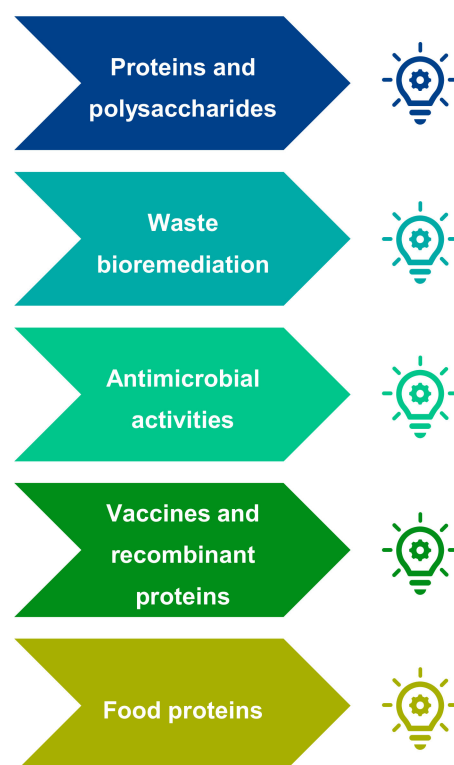 Proteins and
polysaccharides
Waste
bioremediation
Antimicrobial
activities
Vaccines and
recombinant
proteins
Food proteins